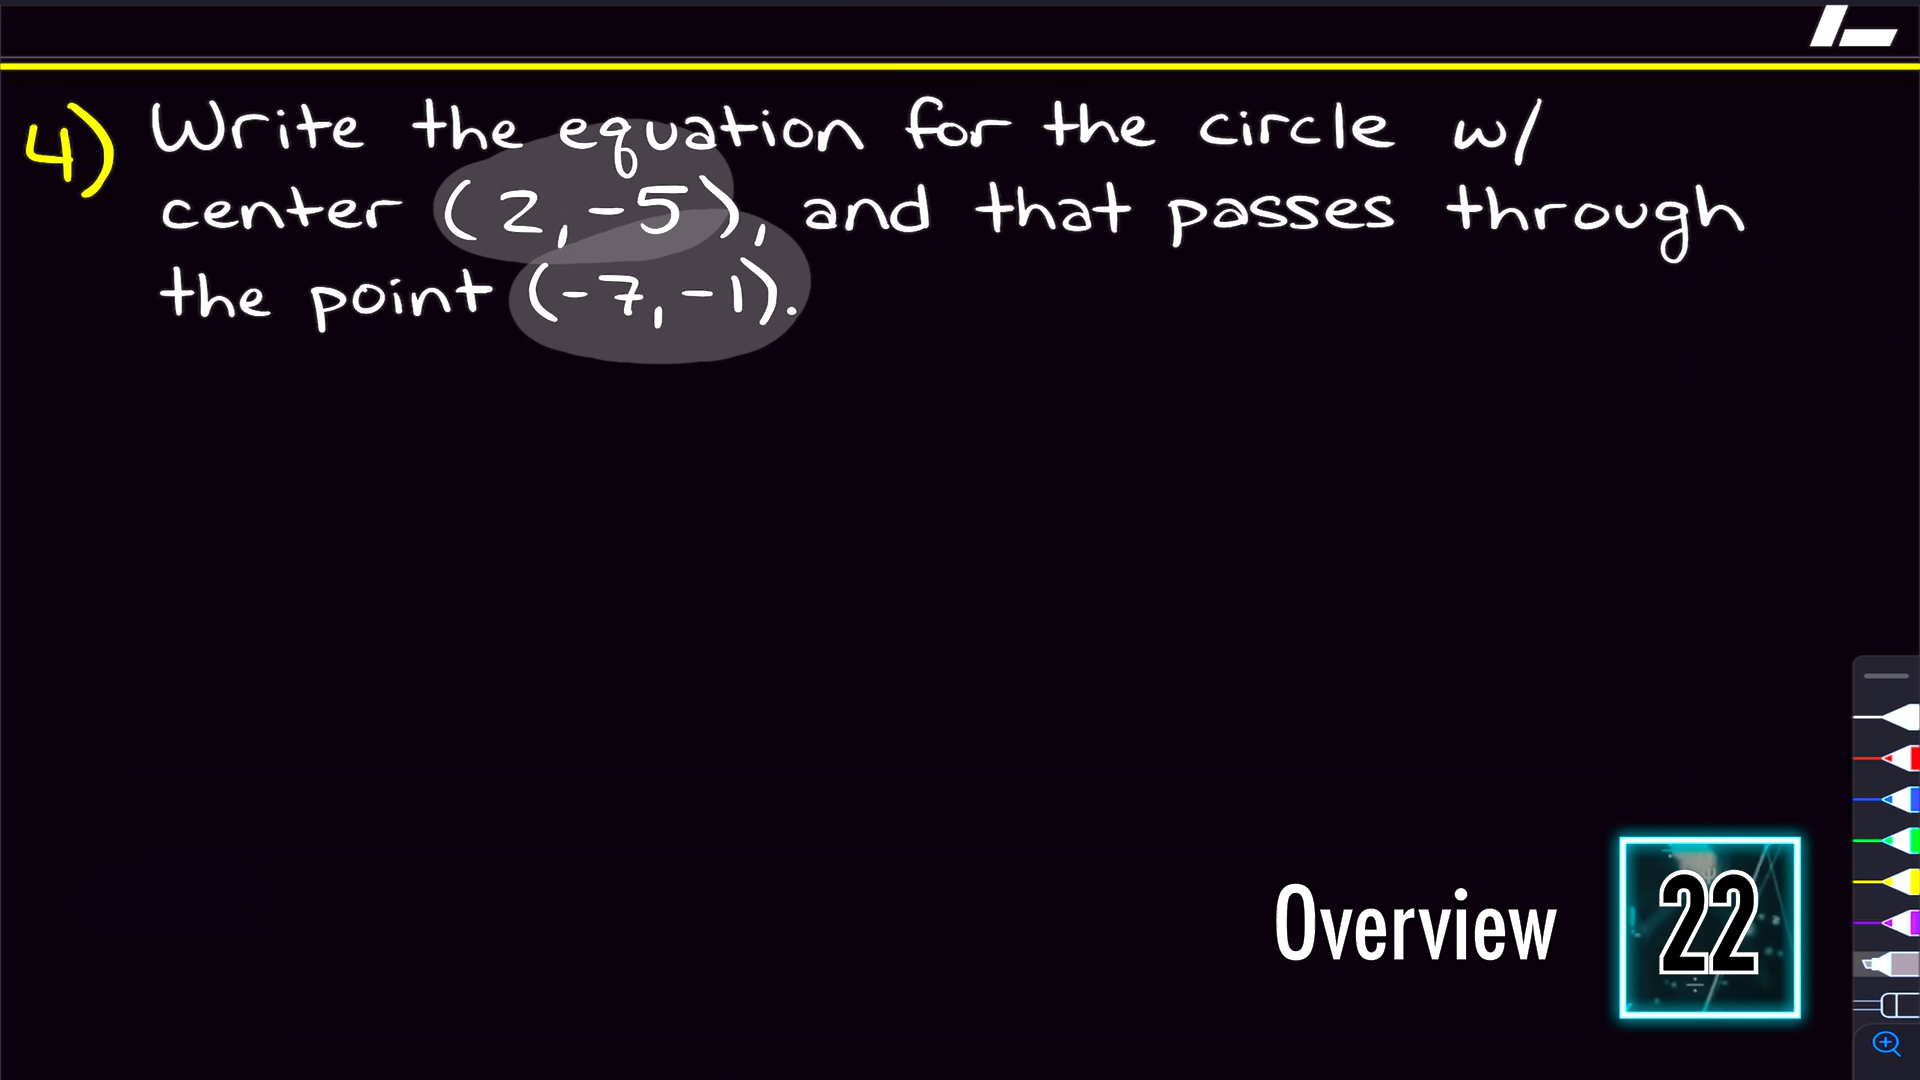 4) Write the equation for the circle w/
center (2, -5), and that passes through
the point (-7, -1).
Overview 22